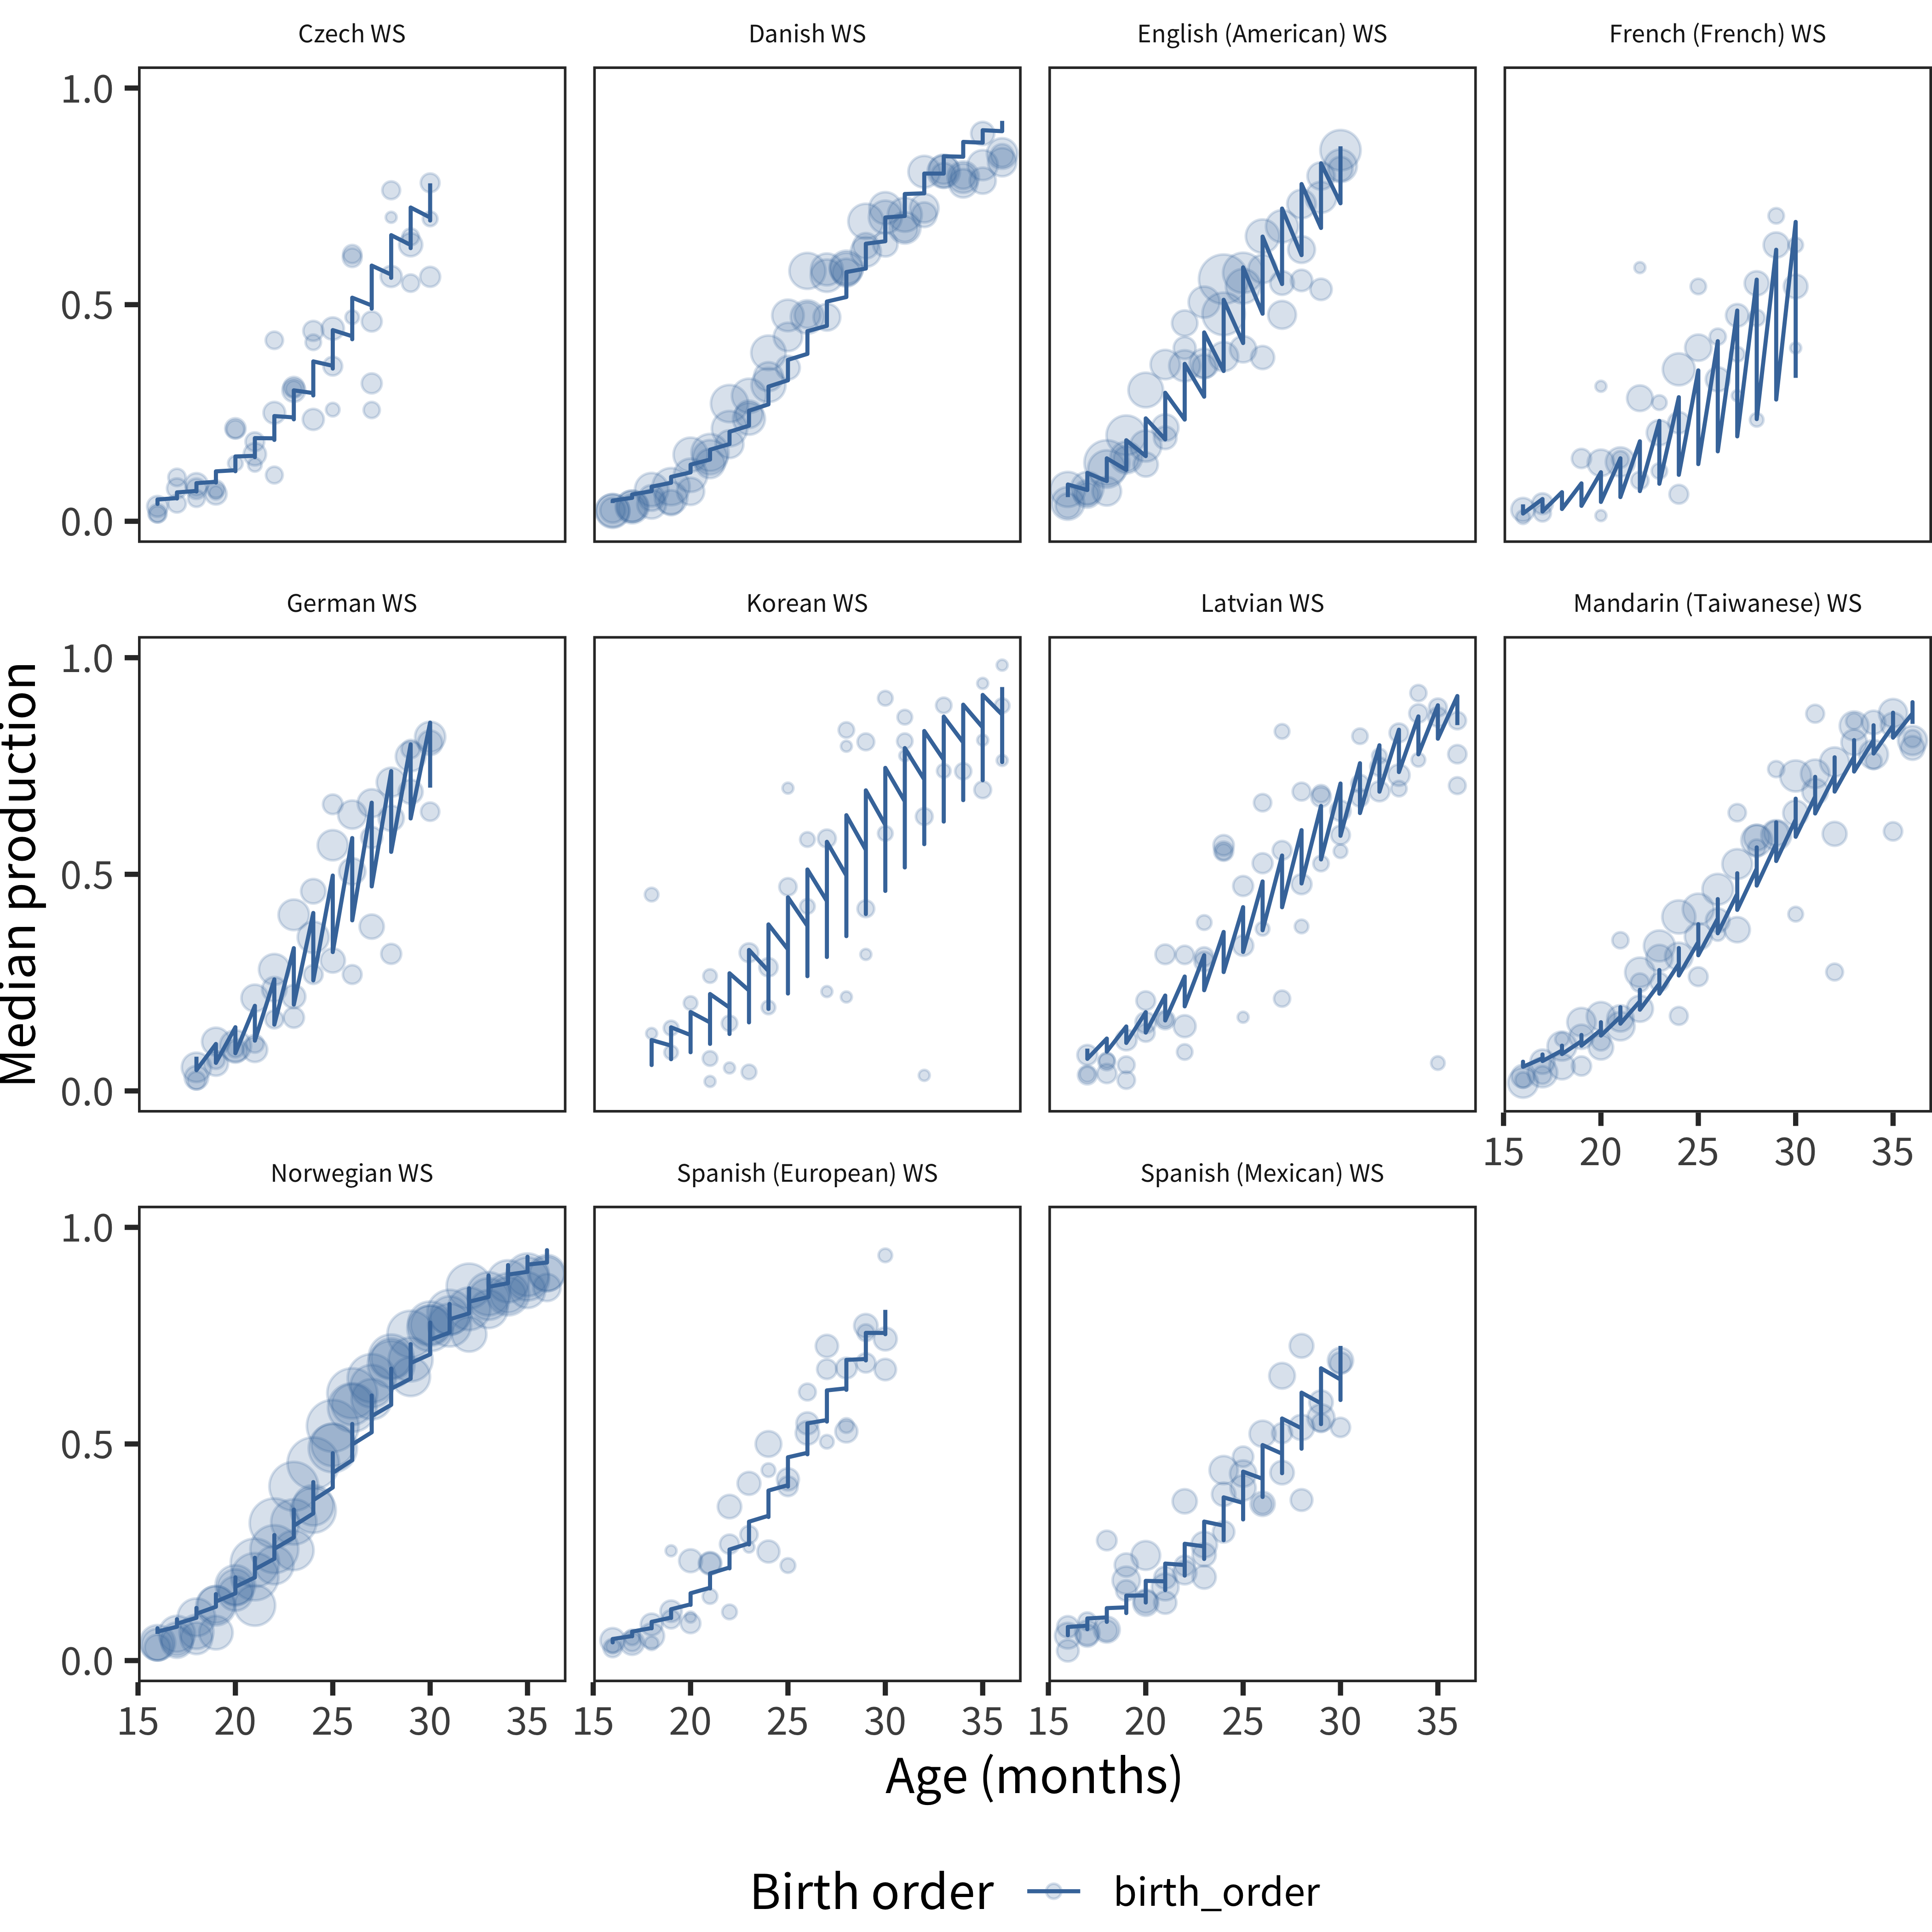 Czech WS
Danish WS
English (American) WS
French (French) WS
1.0
0.5
0.0
German WS
Korean WS
Latvian WS
Mandarin (Taiwanese) WS
1.0
0.5
0.0
15 20 25 30 35
Median production
Norwegian WS
Spanish (European) WS
Spanish (Mexican) WS
1.0
0.5
0.0
15 20 25 30 35
15 20 25 30 35
15 20 25 30 35
Age (months)
Birth order birth_order